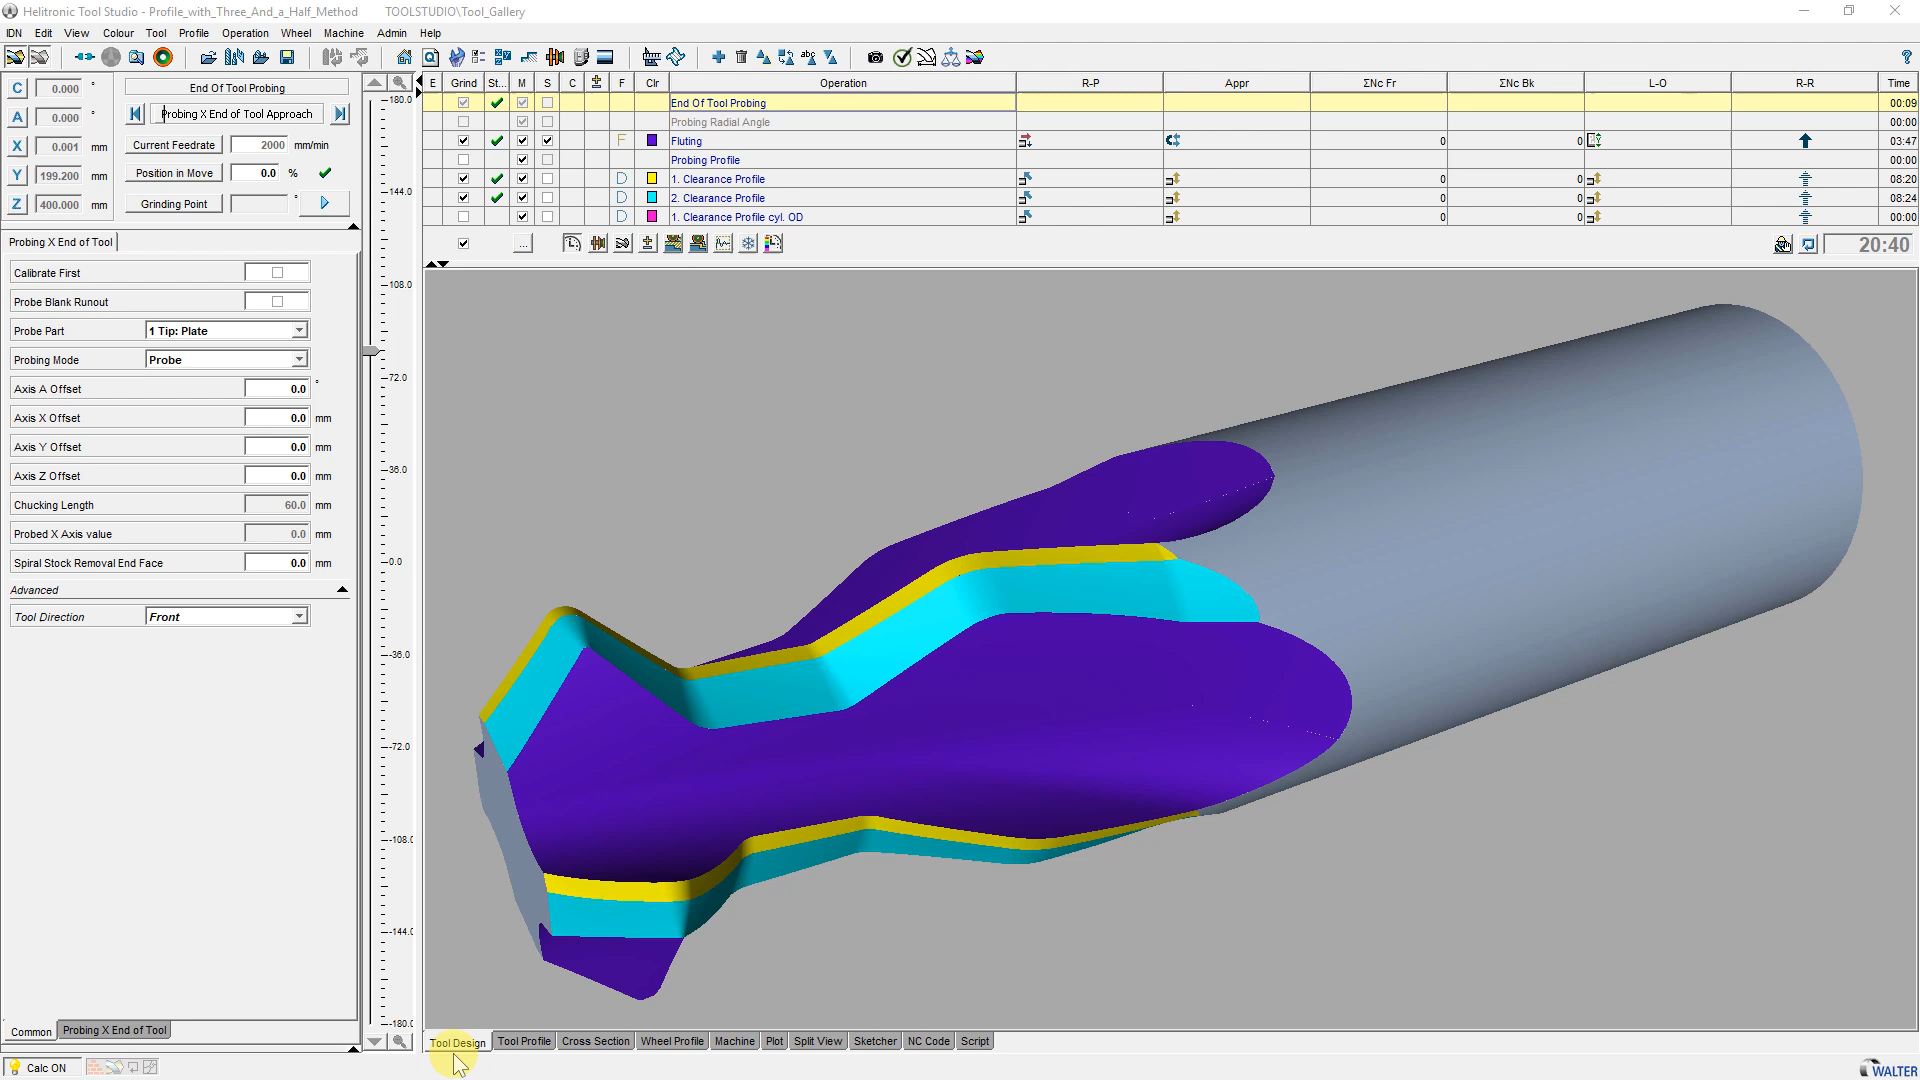 Helitronic Tool Studio - Profile_with_Three_And_a_Half_Method TOOLSTUDIO\Tool_Gallery
IDN Edit View Colour Tool Profile Operation Wheel Machine Admin Help
C 0.000 °
A 0.000 °
X 0.001 mm
Y 199.200 mm
Z 400.000 mm
End Of Tool Probing
Probing X End of Tool Approach
Current Feedrate 2000 mm/min
Position in Move 0.0 %
Grinding Point °
Probing X End of Tool
Calibrate First
Probe Blank Runout
Probe Part 1 Tip: Plate
Probing Mode Probe
Axis A Offset 0.0 °
Axis X Offset 0.0 mm
Axis Y Offset 0.0 mm
Axis Z Offset 0.0 mm
Chucking Length 60.0 mm
Probed X Axis value 0.0 mm
Spiral Stock Removal End Face 0.0 mm
Advanced
Tool Direction Front
Common Probing X End of Tool
Calc ON
180.0
144.0
108.0
72.0
36.0
0.0
-36.0
-72.0
-108.0
-144.0
-180.0
E Grind St... M S C F Clr Operation R-P Appr ΣNc Fr ΣNc Bk L-O R-R Time
End Of Tool Probing 00:09
Probing Radial Angle 00:00
F Fluting 0 0 03:47
Probing Profile 00:00
D 1. Clearance Profile 0 0 08:20
D 2. Clearance Profile 0 0 08:24
D 1. Clearance Profile cyl. OD 0 0 00:00
... 20:40
Tool Design Tool Profile Cross Section Wheel Profile Machine Plot Split View Sketcher NC Code Script
WALTER